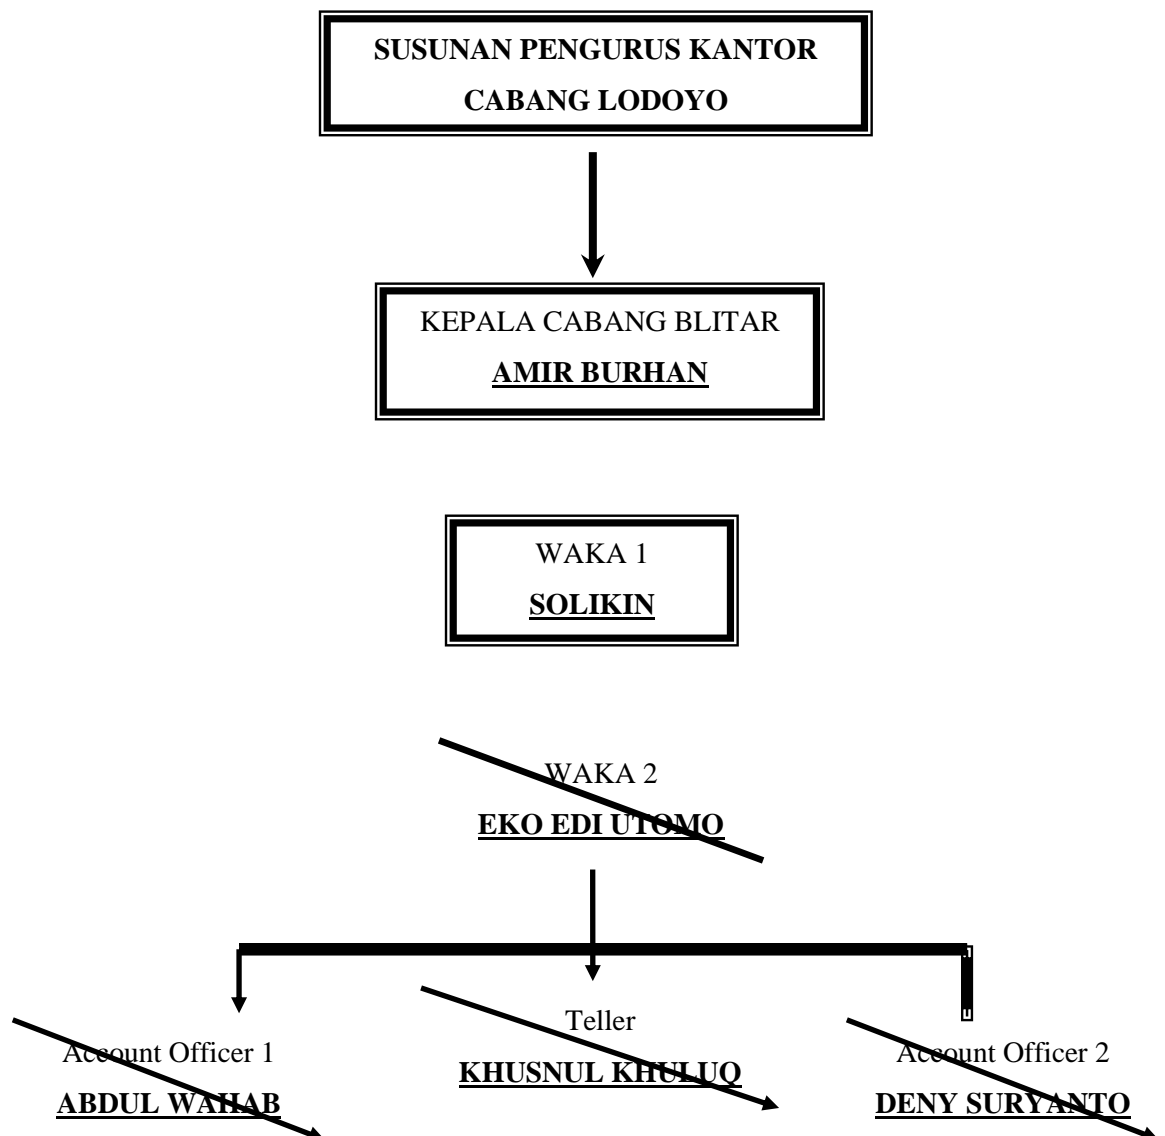 SUSUNAN PENGURUS KANTOR
CABANG LODOYO
KEPALA CABANG BLITAR
AMIR BURHAN
WAKA 1
SOLIKIN
WAKA 2
EKO EDI UTOMO
Account Officer 1
ABDUL WAHAB
Teller
KHUSNUL KHULUQ
Account Officer 2
DENY SURYANTO